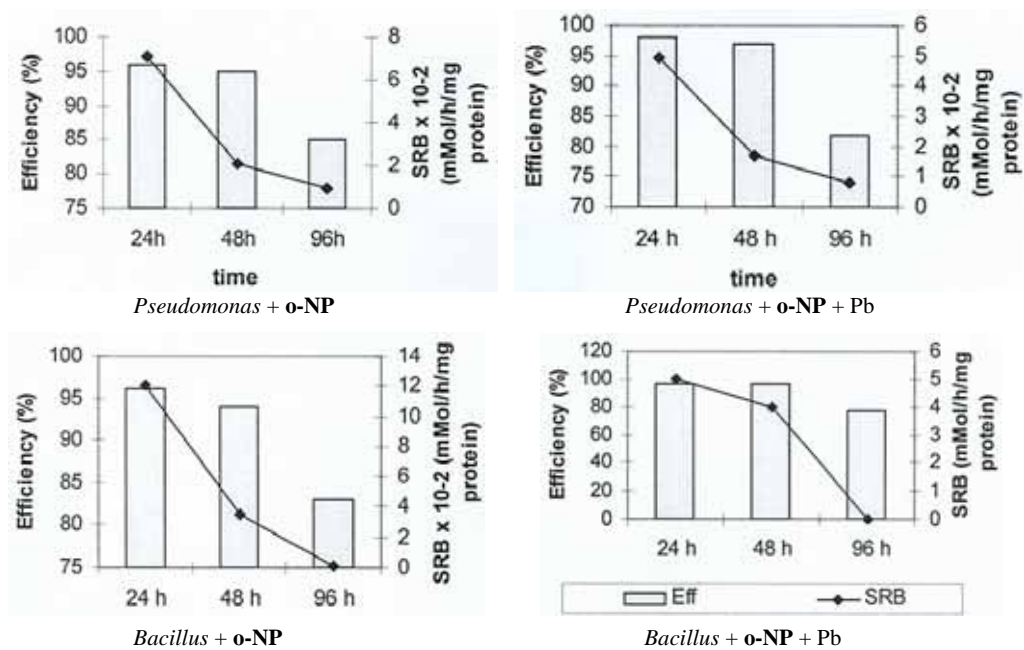 100
95
90
85
80
75
Efficiency (%)
8
6
4
2
0
SRB x 10-2
(mMol/h/mg
protein)
24h 48h 96h
time
Pseudomonas + o-NP
100
95
90
85
80
75
70
Efficiency (%)
6
5
4
3
2
1
0
SRB x 10-2
(mMol/h/mg
protein)
24 h 48 h 96 h
time
Pseudomonas + o-NP + Pb
100
95
90
85
80
75
Efficiency (%)
14
12
10
8
6
4
2
0
SRB x 10-2 (mMol/h/mg
protein)
24 h 48 h 96 h
Bacillus + o-NP
120
100
80
60
40
20
0
Efficiency (%)
6
5
4
3
2
1
0
SRB (mMol/h/mg
protein)
24 h 48 h 96 h
Eff SRB
Bacillus + o-NP + Pb